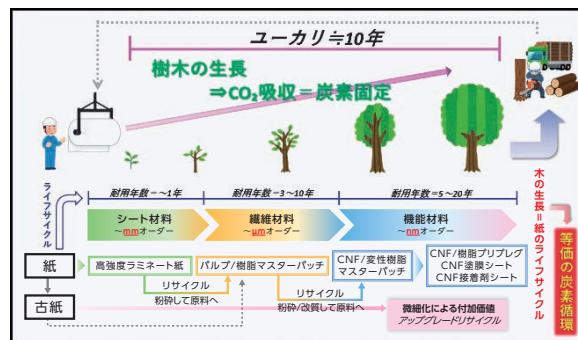 ユーカリ≒10年
樹木の生長
⇒CO₂吸収＝炭素固定
ライフサイクル
耐用年数＝～1年
耐用年数＝3～10年
耐用年数＝5～20年
シート材料
～mmオーダー
繊維材料
～μmオーダー
機能材料
～nmオーダー
紙
高強度ラミネート紙
パルプ/樹脂マスターバッチ
CNF/変性樹脂
マスターバッチ
CNF/樹脂プリプレグ
CNF塗膜シート
CNF接着剤シート
リサイクル
粉砕して原料へ
リサイクル
粉砕/改質して原料へ
古紙
微細化による付加価値
アップグレードリサイクル
木の生長＝紙のライフサイクル
等価の炭素循環